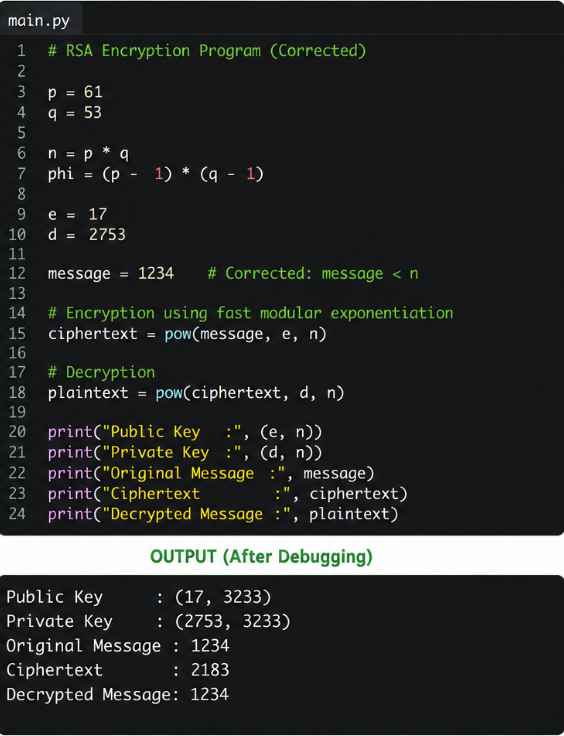 main.py
1 # RSA Encryption Program (Corrected)
2
3 p = 61
4 q = 53
5
6 n = p * q
7 phi = (p - 1) * (q - 1)
8
9 e = 17
10 d = 2753
11
12 message = 1234 # Corrected: message < n
13
14 # Encryption using fast modular exponentiation
15 ciphertext = pow(message, e, n)
16
17 # Decryption
18 plaintext = pow(ciphertext, d, n)
19
20 print("Public Key :", (e, n))
21 print("Private Key :", (d, n))
22 print("Original Message :", message)
23 print("Ciphertext :", ciphertext)
24 print("Decrypted Message :", plaintext)
OUTPUT (After Debugging)
Public Key : (17, 3233)
Private Key : (2753, 3233)
Original Message : 1234
Ciphertext : 2183
Decrypted Message: 1234